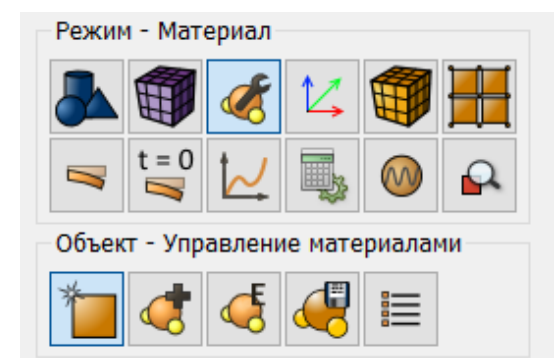 Режим - Материал
t = 0
Объект - Управление материалами
E